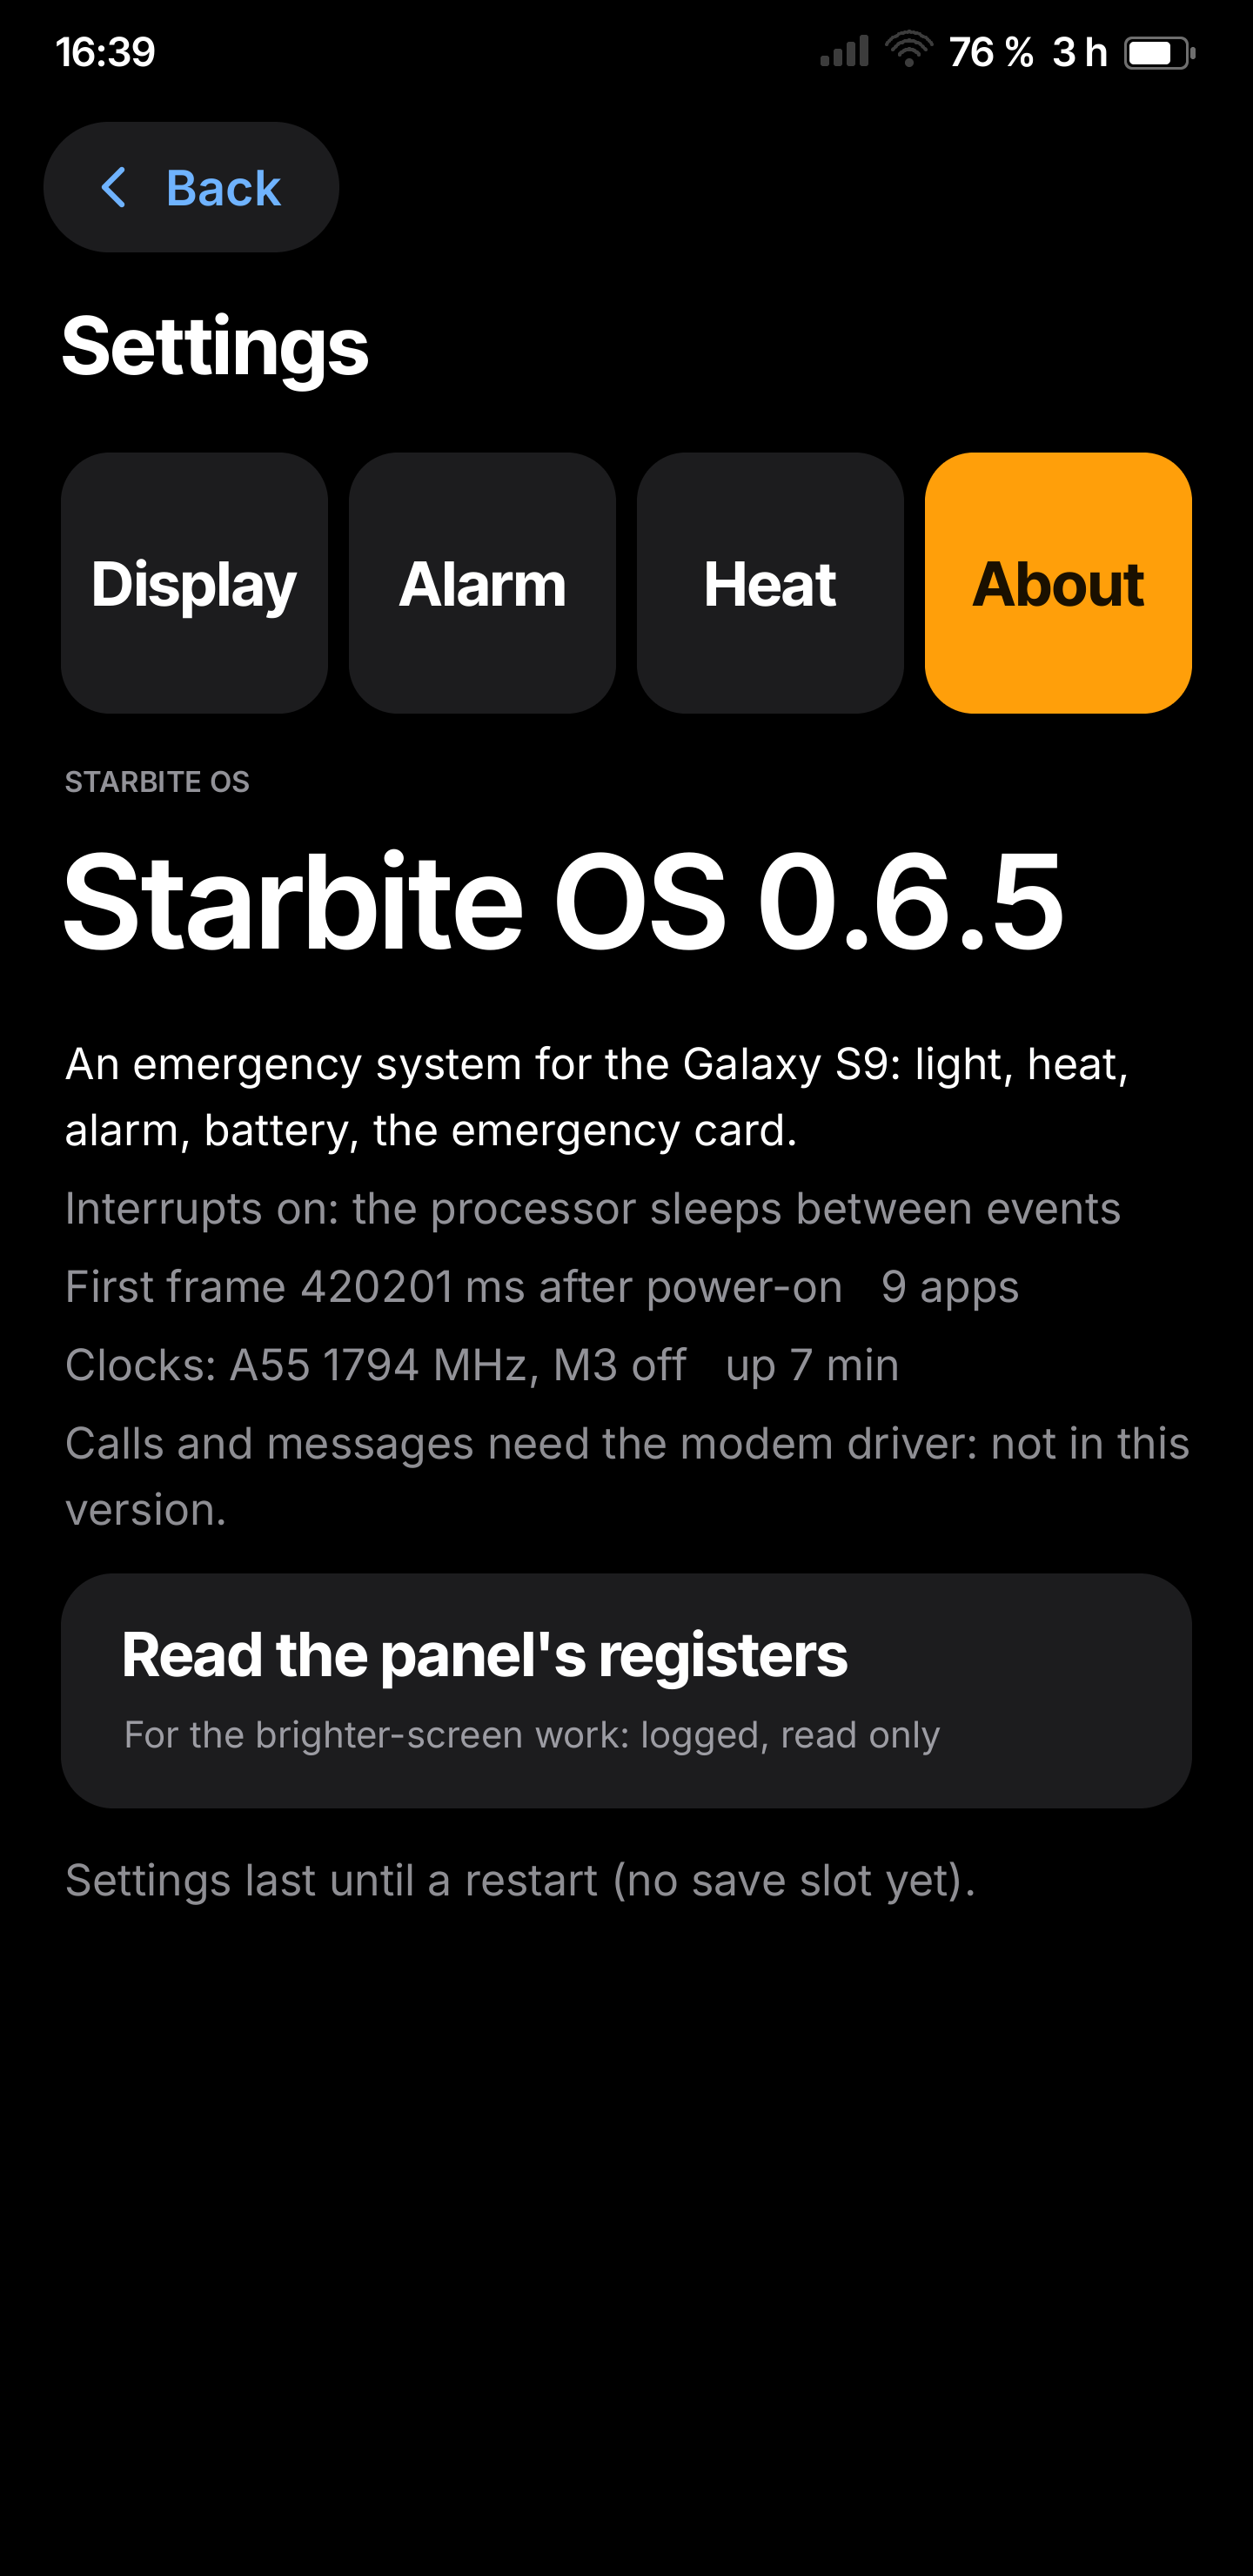 16:39
76 % 3 h
Back
Settings
Display
Alarm
Heat
About
STARBITE OS
Starbite OS 0.6.5
An emergency system for the Galaxy S9: light, heat,
alarm, battery, the emergency card.
Interrupts on: the processor sleeps between events
First frame 420201 ms after power-on 9 apps
Clocks: A55 1794 MHz, M3 off up 7 min
Calls and messages need the modem driver: not in this
version.
Read the panel's registers
For the brighter-screen work: logged, read only
Settings last until a restart (no save slot yet).